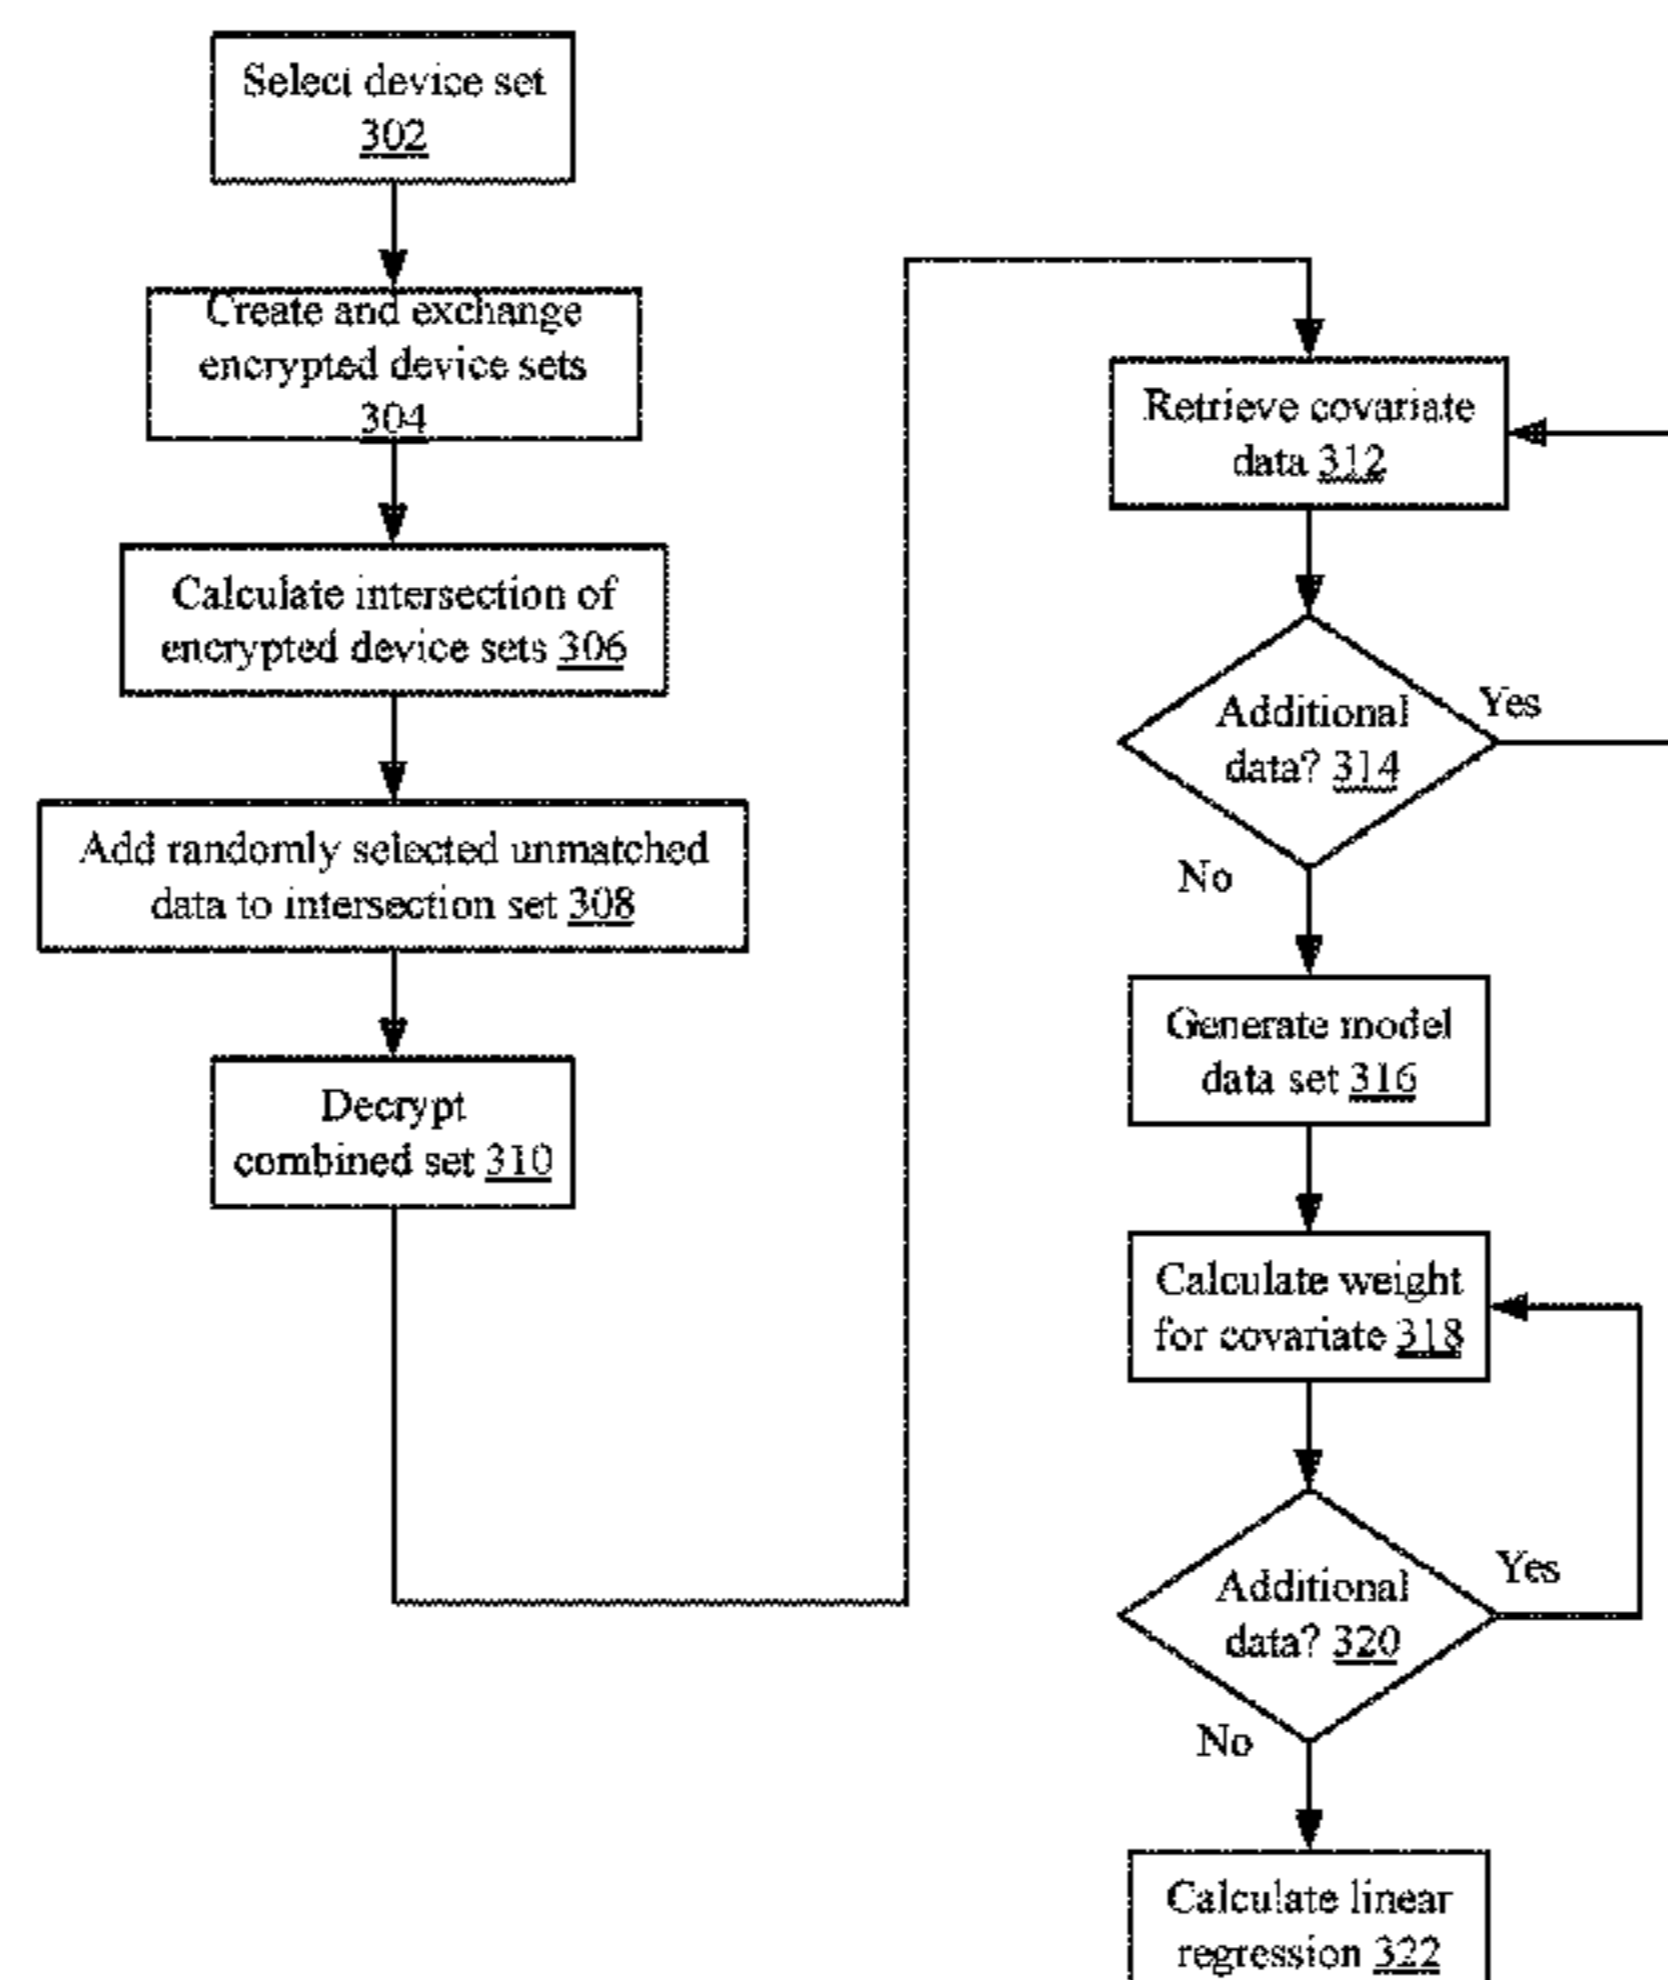 Select device set
302
Create and exchange
encrypted device sets
304
Calculate intersection of
encrypted device sets 306
Add randomly selected unmatched
data to intersection set 308
Decrypt
combined set 310
Retrieve covariate
data 312
Additional
data? 314
Yes
No
Generate model
data set 316
Calculate weight
for covariate 318
Additional
data? 320
Yes
No
Calculate linear
regression 322